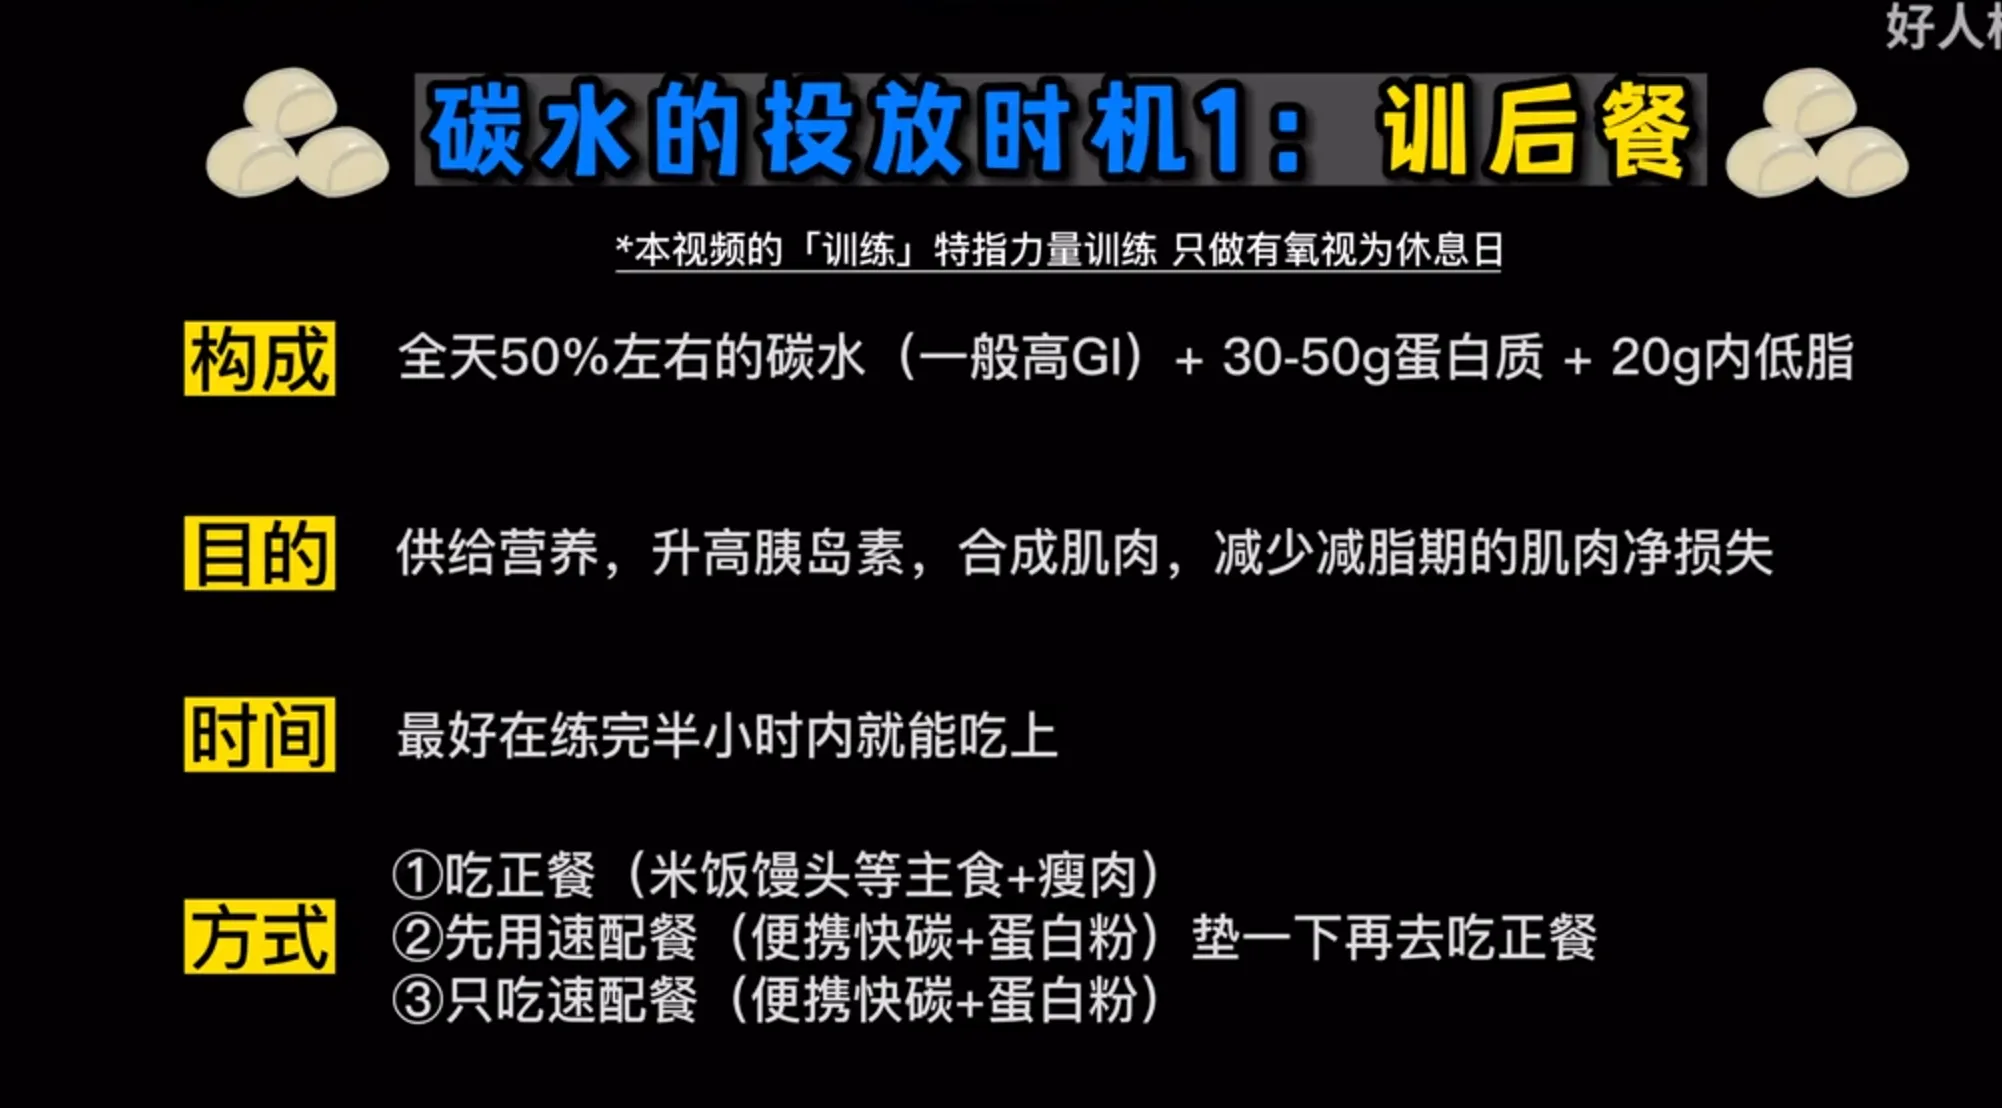 好人
碳水的投放时机1：训后餐
*本视频的「训练」特指力量训练 只做有氧视为休息日
构成 全天50%左右的碳水（一般高GI）+ 30-50g蛋白质 + 20g内低脂
目的 供给营养，升高胰岛素，合成肌肉，减少减脂期的肌肉净损失
时间 最好在练完半小时内就能吃上
①吃正餐（米饭馒头等主食+瘦肉）
方式 ②先用速配餐（便携快碳+蛋白粉）垫一下再去吃正餐
③只吃速配餐（便携快碳+蛋白粉）